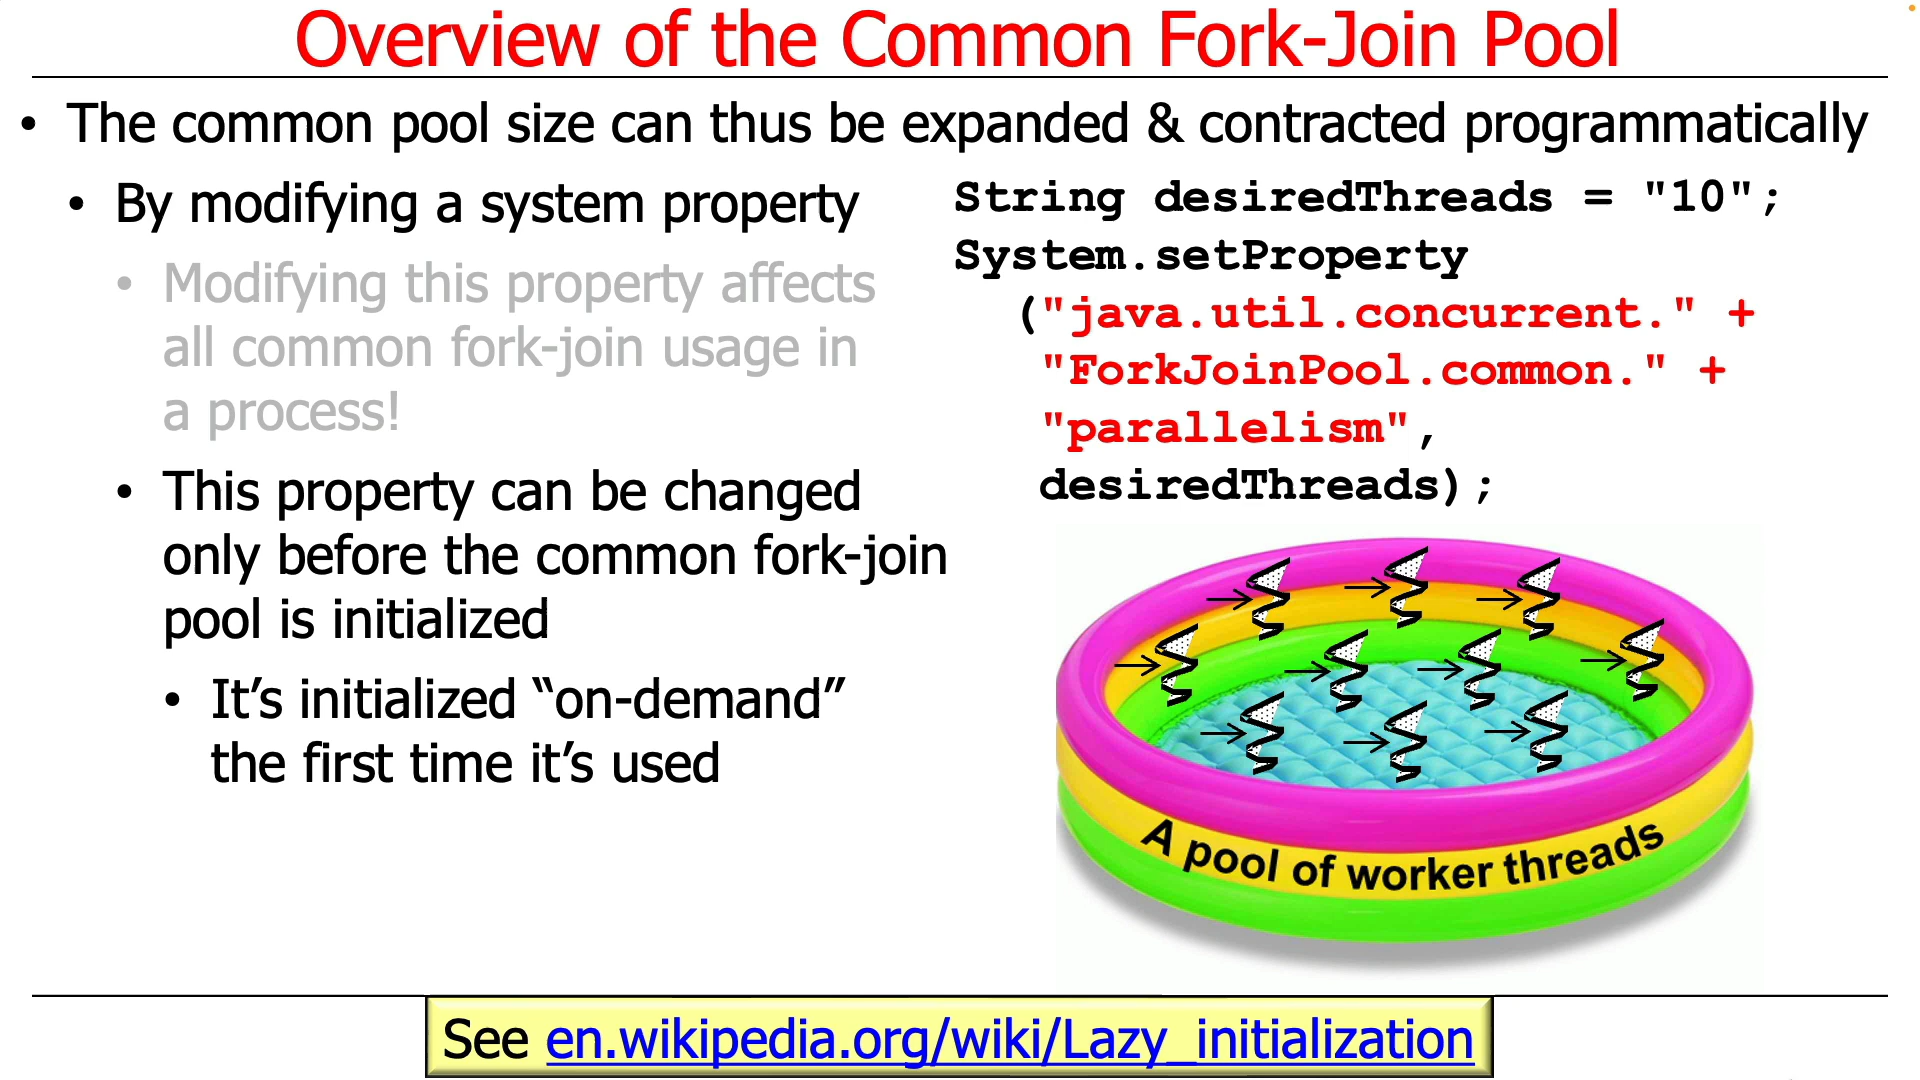 Overview of the Common Fork-Join Pool
• The common pool size can thus be expanded & contracted programmatically
• By modifying a system property
• Modifying this property affects
all common fork-join usage in
a process!
• This property can be changed
only before the common fork-join
pool is initialized
• It’s initialized “on-demand”
the first time it’s used
String desiredThreads = "10";
System.setProperty
("java.util.concurrent." +
"ForkJoinPool.common." +
"parallelism",
desiredThreads);
A pool of worker threads
See en.wikipedia.org/wiki/Lazy_initialization